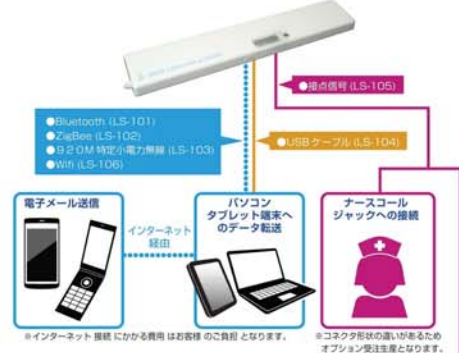 ●接点信号 (LS-105)
●Bluetooth (LS-101)
●ZigBee (LS-102)
●920M 特定小電力無線 (LS-103)
●Wifi (LS-106)
●USB ケーブル (LS-104)
電子メール送信
インターネット
経由
パソコン
タブレット端末へ
のデータ転送
ナースコール
ジャックへの接続
※インターネット 接続 にかかる費用 はお客様 のご負担 となります。
※コネクタ形状の違いがあるため
オプション受注生産となります。